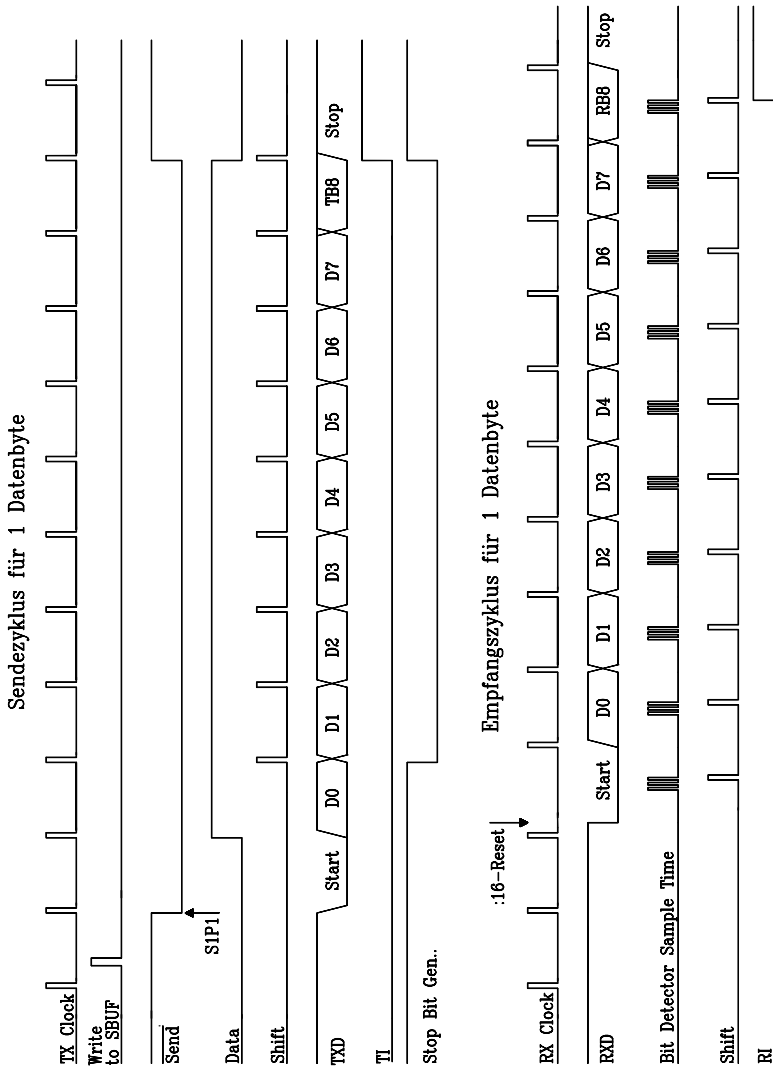 Sendezyklus für 1 Datenbyte
TX Clock
Write
to SBUF
Send
S1P1
Data
Shift
TXD
Start D0 D1 D2 D3 D4 D5 D6 D7 TB8 Stop
TI
Stop Bit Gen..
Empfangszyklus für 1 Datenbyte
:16-Reset
RX Clock
RXD
Start D0 D1 D2 D3 D4 D5 D6 D7 RB8 Stop
Bit Detector Sample Time
Shift
RI